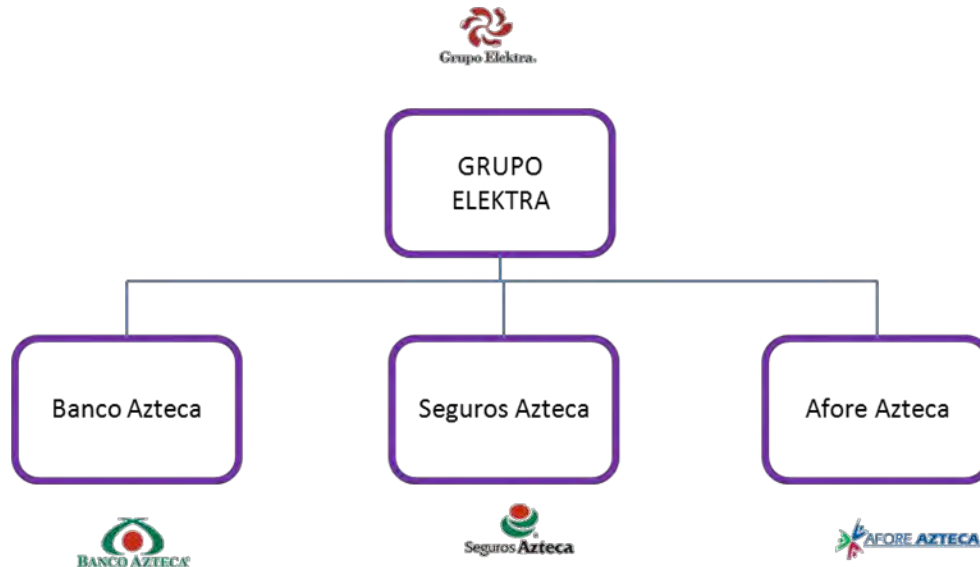 Grupo Elektra.
GRUPO
ELEKTRA
Banco Azteca
Seguros Azteca
Afore Azteca
BANCO AZTECA
Seguros Azteca
AFORE AZTECA